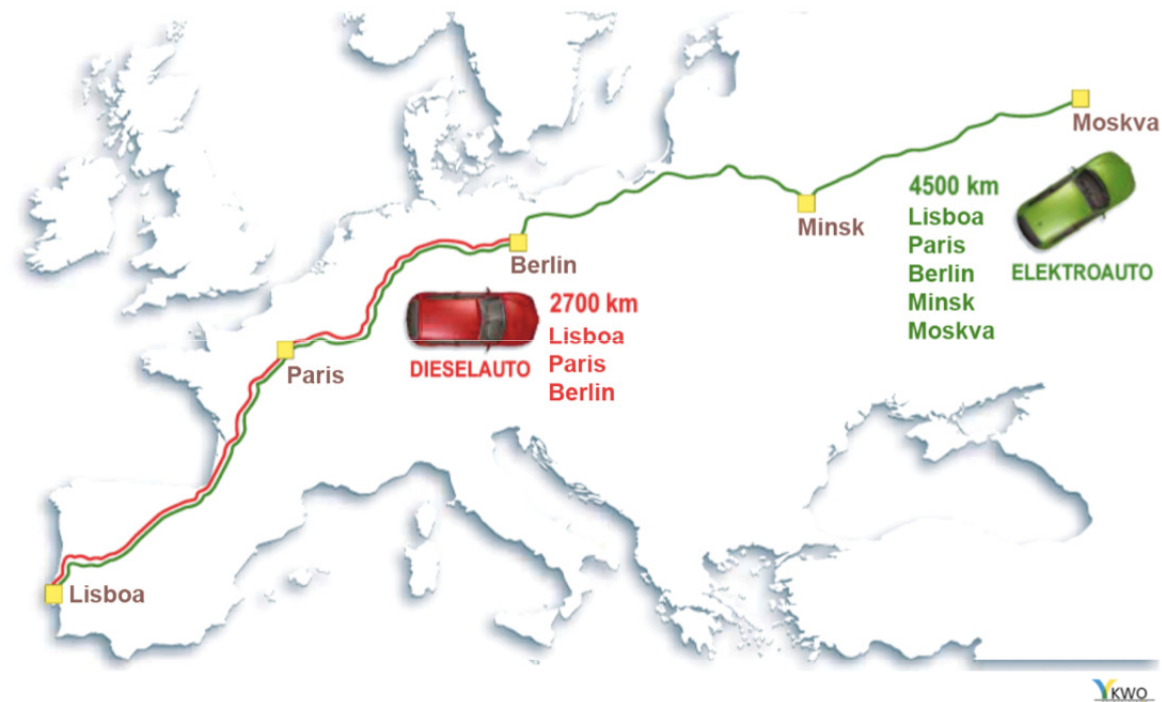 Moskva
4500 km
Lisboa
Paris
Berlin
Minsk
Moskva
ELEKTROAUTO
Minsk
Berlin
2700 km
Lisboa
Paris
Berlin
DIESELAUTO
Paris
Lisboa
KWO